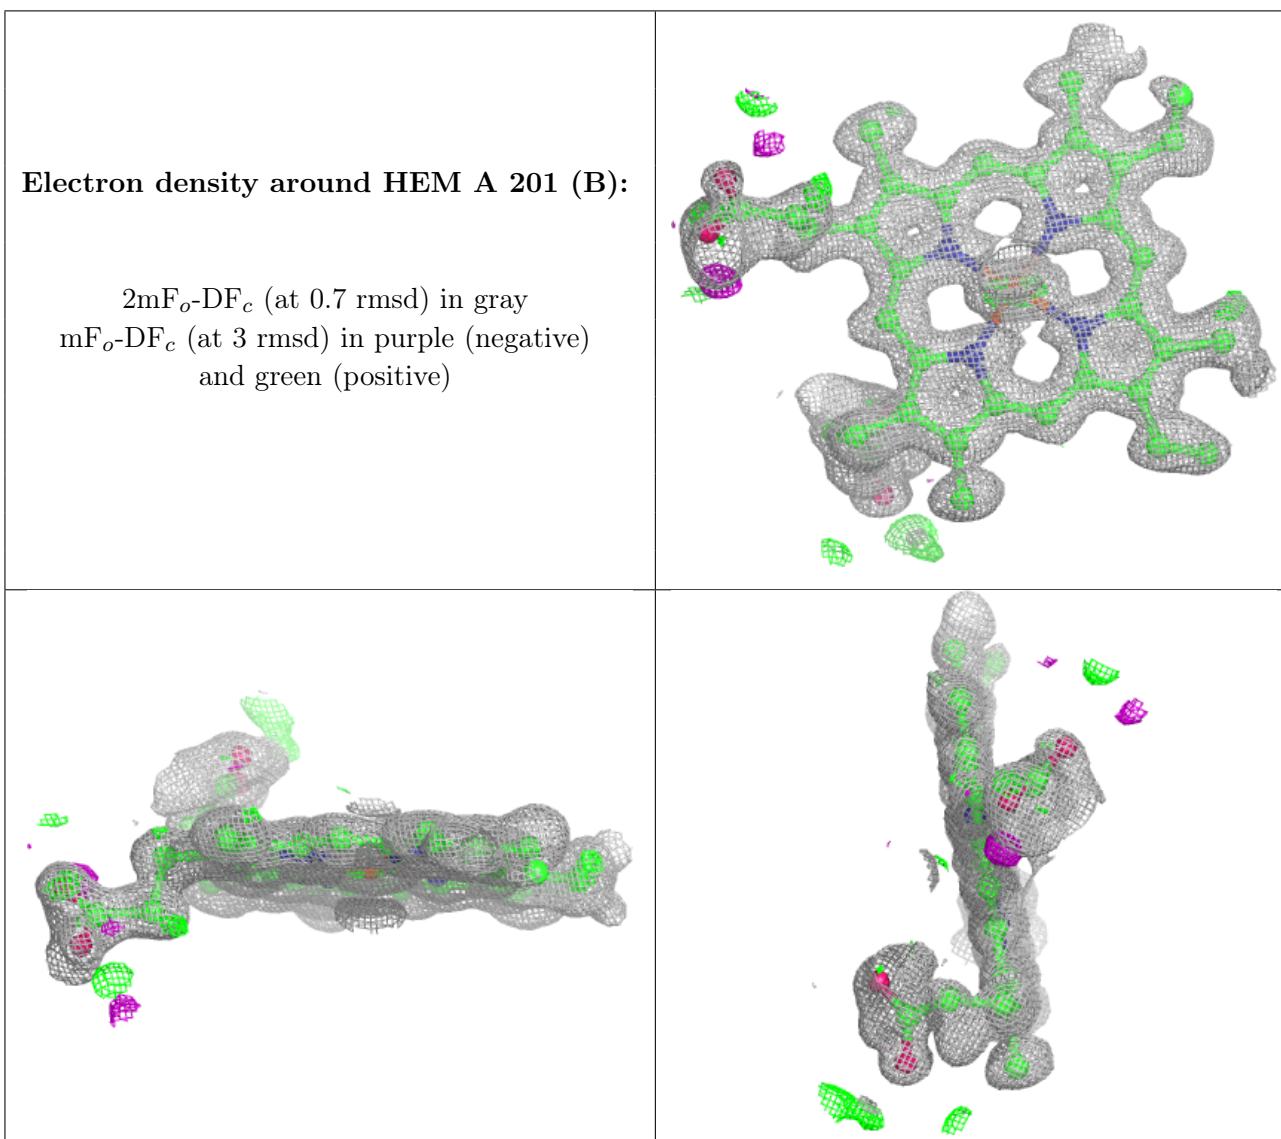 Electron density around HEM A 201 (B):
2mFo-DFc (at 0.7 rmsd) in gray
mFo-DFc (at 3 rmsd) in purple (negative)
and green (positive)